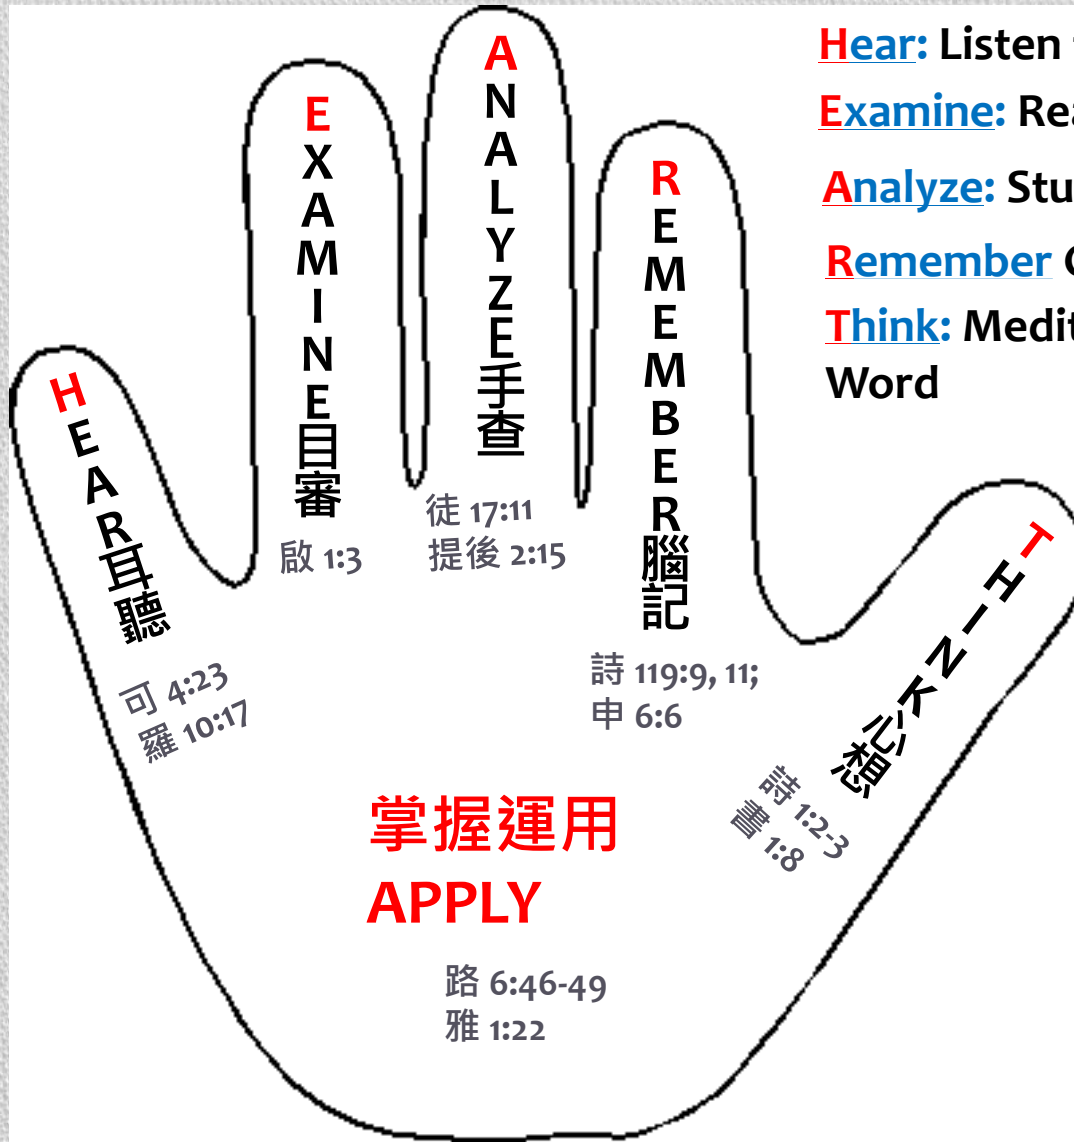 HEAR耳聽
可 4:23
羅 10:17
EXAMINE目審
啟 1:3
ANALYZE手查
徒 17:11
提後 2:15
REMEMBER腦記
詩 119:9, 11;
申 6:6
THINK心想
詩 1:2-3
書 1:8
掌握運用
APPLY
路 6:46-49
雅 1:22
Hear: Listen
Examine: Rea
Analyze: Stu
Remember
Think: Medit
Word